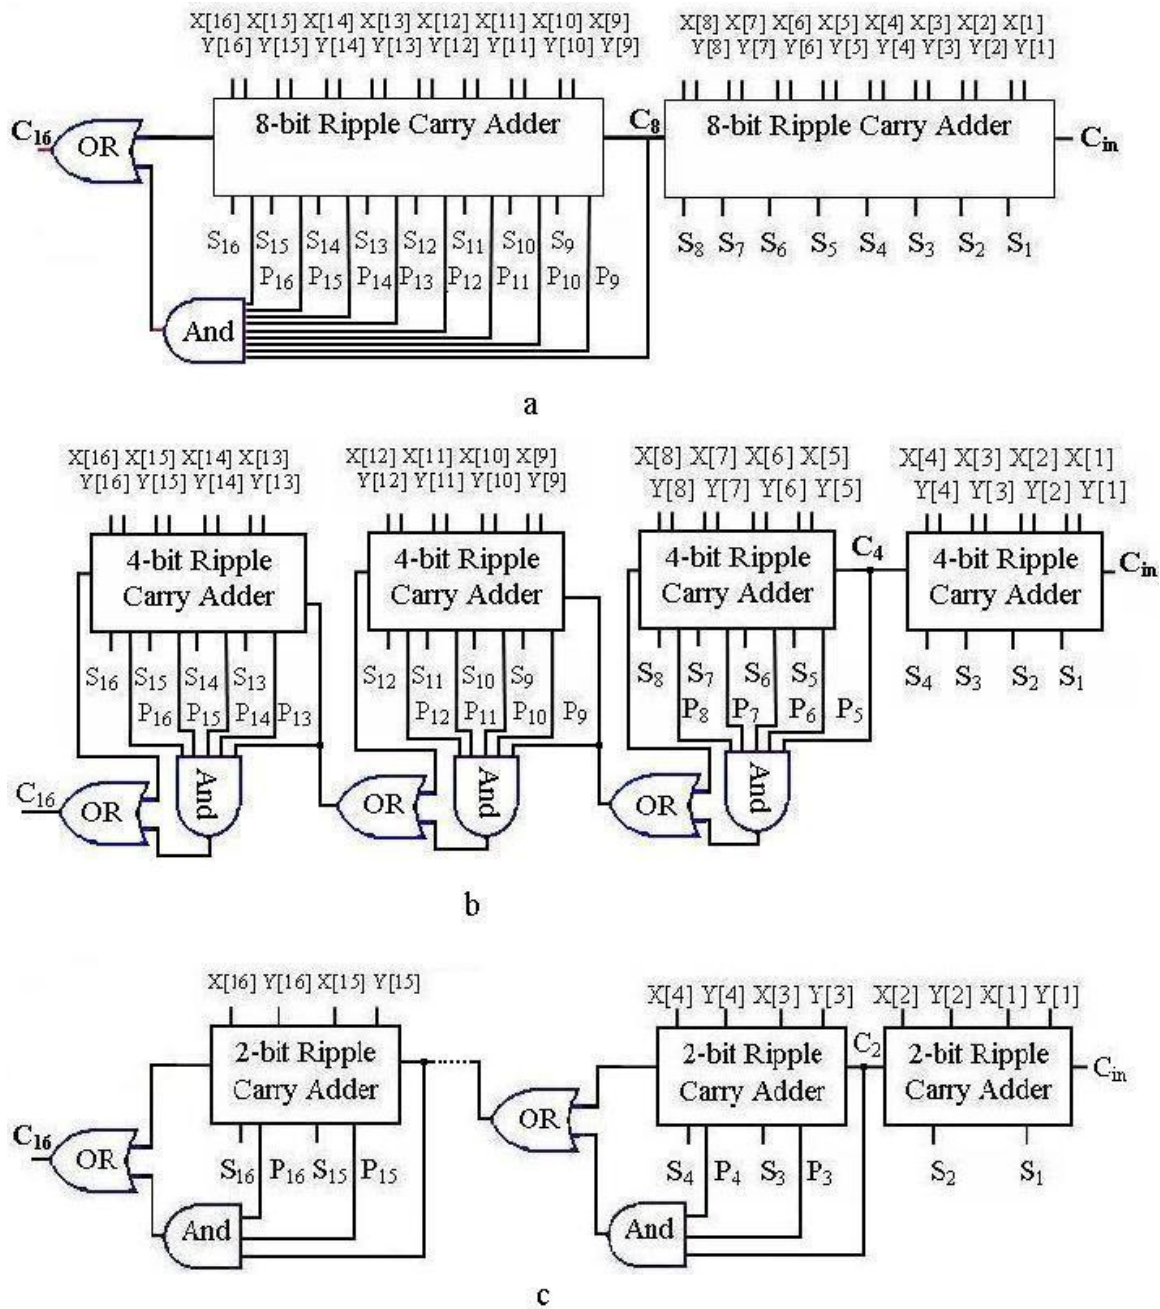 X[16] X[15] X[14] X[13] X[12] X[11] X[10] X[9]
Y[16] Y[15] Y[14] Y[13] Y[12] Y[11] Y[10] Y[9]
X[8] X[7] X[6] X[5] X[4] X[3] X[2] X[1]
Y[8] Y[7] Y[6] Y[5] Y[4] Y[3] Y[2] Y[1]
C16
OR
8-bit Ripple Carry Adder
C8
8-bit Ripple Carry Adder
Cin
S16 S15 S14 S13 S12 S11 S10 S9
P16 P15 P14 P13 P12 P11 P10 P9
S8 S7 S6 S5 S4 S3 S2 S1
And
a
X[16] X[15] X[14] X[13]
Y[16] Y[15] Y[14] Y[13]
X[12] X[11] X[10] X[9]
Y[12] Y[11] Y[10] Y[9]
X[8] X[7] X[6] X[5]
Y[8] Y[7] Y[6] Y[5]
X[4] X[3] X[2] X[1]
Y[4] Y[3] Y[2] Y[1]
4-bit Ripple
Carry Adder
4-bit Ripple
Carry Adder
4-bit Ripple
Carry Adder
C4
4-bit Ripple
Carry Adder
Cin
S16 S15 S14 S13
P16 P15 P14 P13
S12 S11 S10 S9
P12 P11 P10 P9
S8 S7 S6 S5
P8 P7 P6 P5
S4 S3 S2 S1
C16
OR
And
OR
And
OR
And
b
X[16] Y[16] X[15] Y[15]
X[4] Y[4] X[3] Y[3]
X[2] Y[2] X[1] Y[1]
2-bit Ripple
Carry Adder
2-bit Ripple
Carry Adder
C2
2-bit Ripple
Carry Adder
Cin
C16
OR
OR
S16 P16 S15 P15
S4 P4 S3 P3
S2 S1
And
And
c